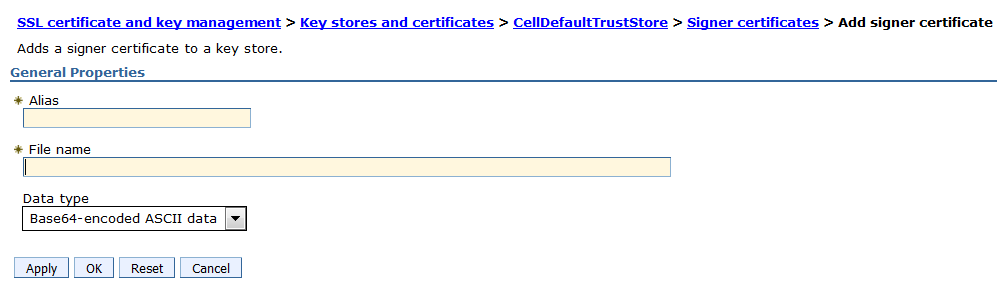 SSL certificate and key management > Key stores and certificates > CellDefaultTrustStore > Signer certificates > Add signer certificate
Adds a signer certificate to a key store.
General Properties
Alias
File name
Data type
Base64-encoded ASCII data
Apply OK Reset Cancel